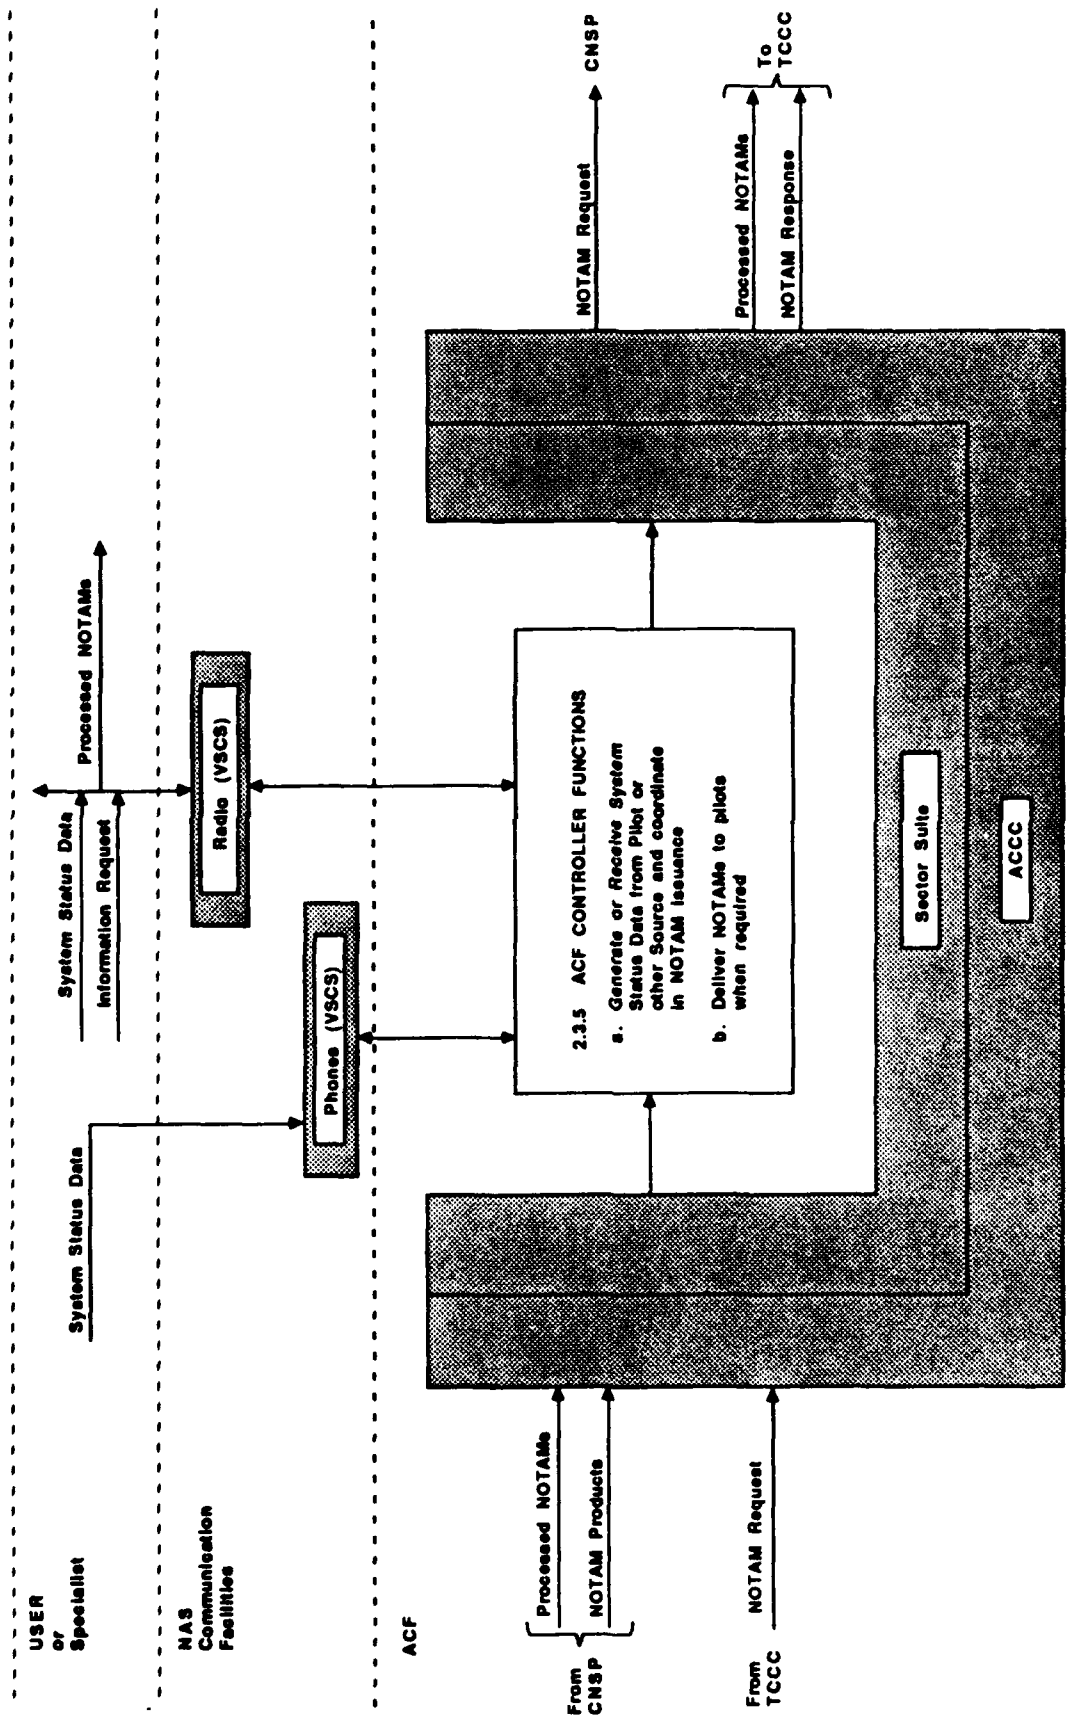 USER
or
Specialist
System Status Data
System Status Data
Information Request
Processed NOTAMs
NAS
Communication
Facilities
Phones (VSCS)
Radio (VSCS)
ACF
From
CNSP
Processed NOTAMs
NOTAM Products
From
TCCC
NOTAM Request
2.3.5 ACF CONTROLLER FUNCTIONS
a. Generate or Receive System
Status Data from Pilot or
other Source and coordinate
in NOTAM issuance
b. Deliver NOTAMs to pilots
when required
Sector Suite
ACCC
NOTAM Request
CNSP
Processed NOTAMs
NOTAM Response
To
TCCC